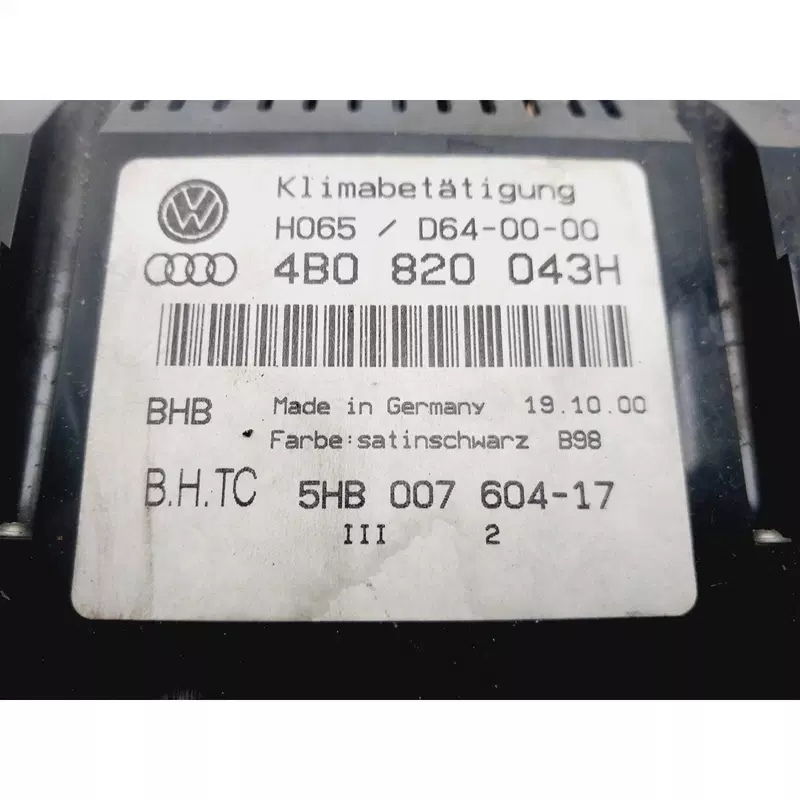 Klimabetätigung
H065 / D64-00-00
4B0 820 043H
BHB Made in Germany 19.10.00
Farbe:satinschwarz B98
B.H.TC 5HB 007 604-17
III 2